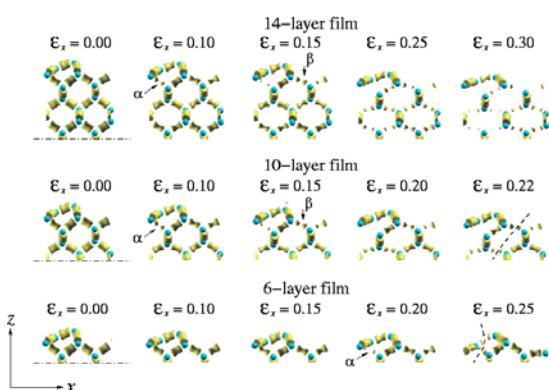 14-layer film
εx = 0.00 εx = 0.10 εx = 0.15 εx = 0.25 εx = 0.30
β
α
10-layer film
εx = 0.00 εx = 0.10 εx = 0.15 εx = 0.20 εx = 0.22
β
α
6-layer film
εx = 0.00 εx = 0.10 εx = 0.15 εx = 0.20 εx = 0.25
z
α
x